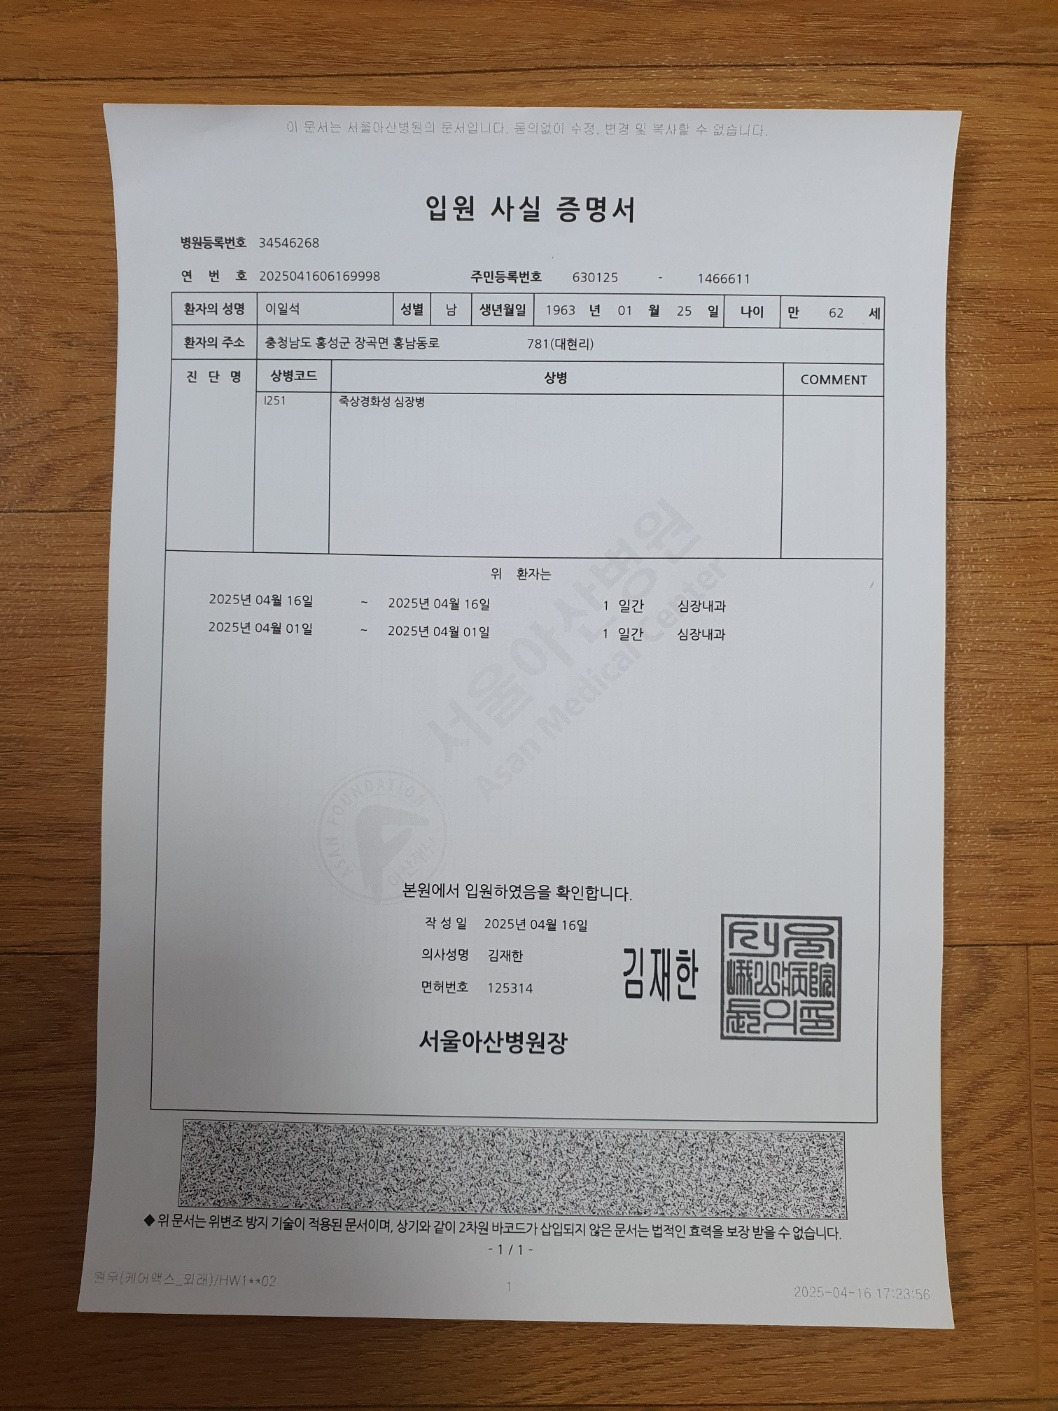 이 문서는 서울아산병원의 문서입니다. 동의없이 수정, 변경 및 복사할 수 없습니다.
입원 사실 증명서
병원등록번호 34546268
연 번 호 2025041606169998 주민등록번호 630125 - 1466611
환자의 성명 이일석 성별 남 생년월일 1963 년 01 월 25 일 나이 만 62 세
환자의 주소 충청남도 홍성군 장곡면 홍남동로 781(대현리)
진 단 명 상병코드 상병 COMMENT
I251 죽상경화성 심장병
위 환자는
2025년 04월 16일 ~ 2025년 04월 16일 1 일간 심장내과
2025년 04월 01일 ~ 2025년 04월 01일 1 일간 심장내과
서울아산병원
Asan Medical Center
ASAN FOUNDATION
본원에서 입원하였음을 확인합니다.
작 성 일 2025년 04월 16일
의사성명 김재한 김재한
면허번호 125314
서울아산병원장
◆ 위 문서는 위변조 방지 기술이 적용된 문서이며, 상기와 같이 2차원 바코드가 삽입되지 않은 문서는 법적인 효력을 보장 받을 수 없습니다.
- 1 / 1 -
원무(케어맥스_외래)/HW1**02 1 2025-04-16 17:23:56